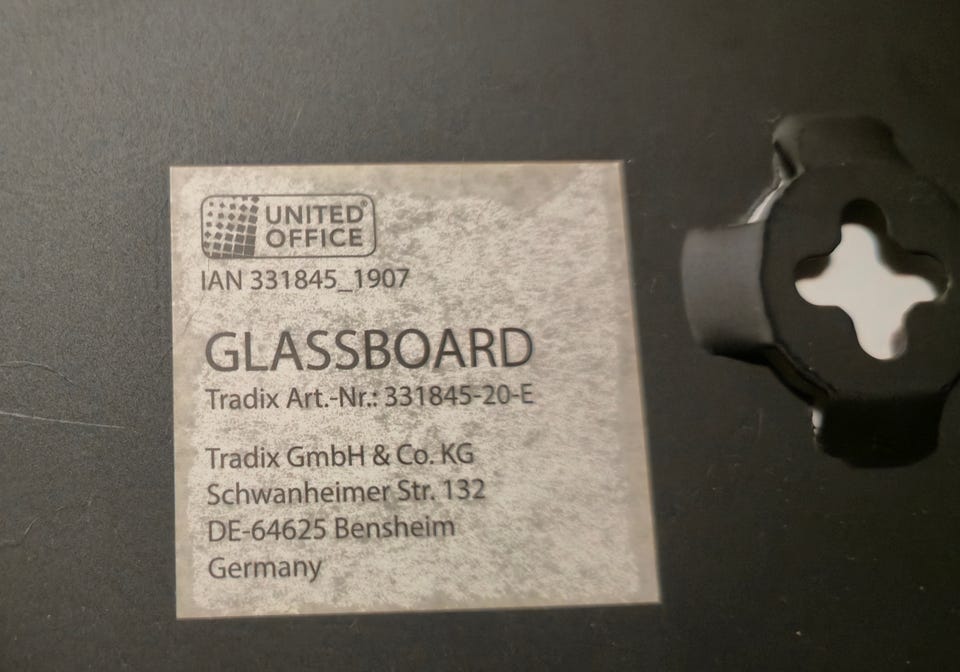 UNITED®
OFFICE
IAN 331845_1907
GLASSBOARD
Tradix Art.-Nr.: 331845-20-E
Tradix GmbH & Co. KG
Schwanheimer Str. 132
DE-64625 Bensheim
Germany